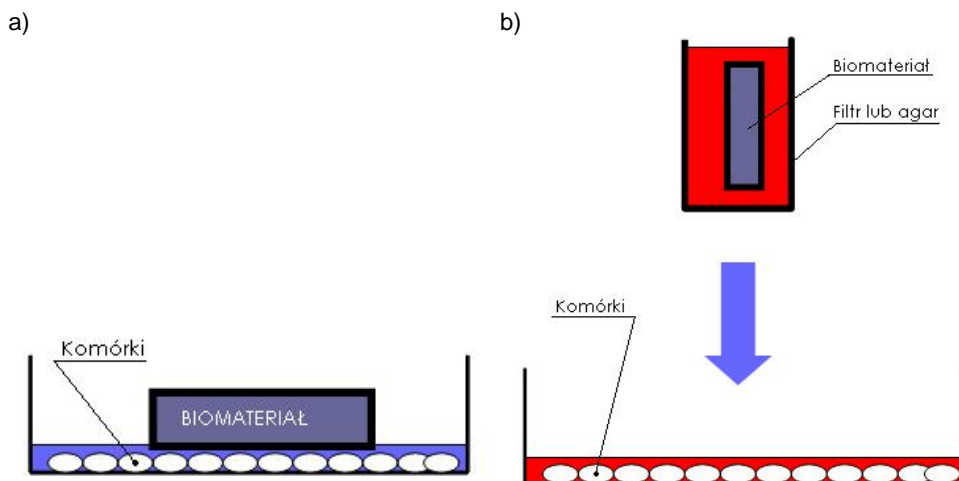 a)
b)
Biomateriał
Filtr lub agar
Komórki
Komórki
BIOMATERIAŁ